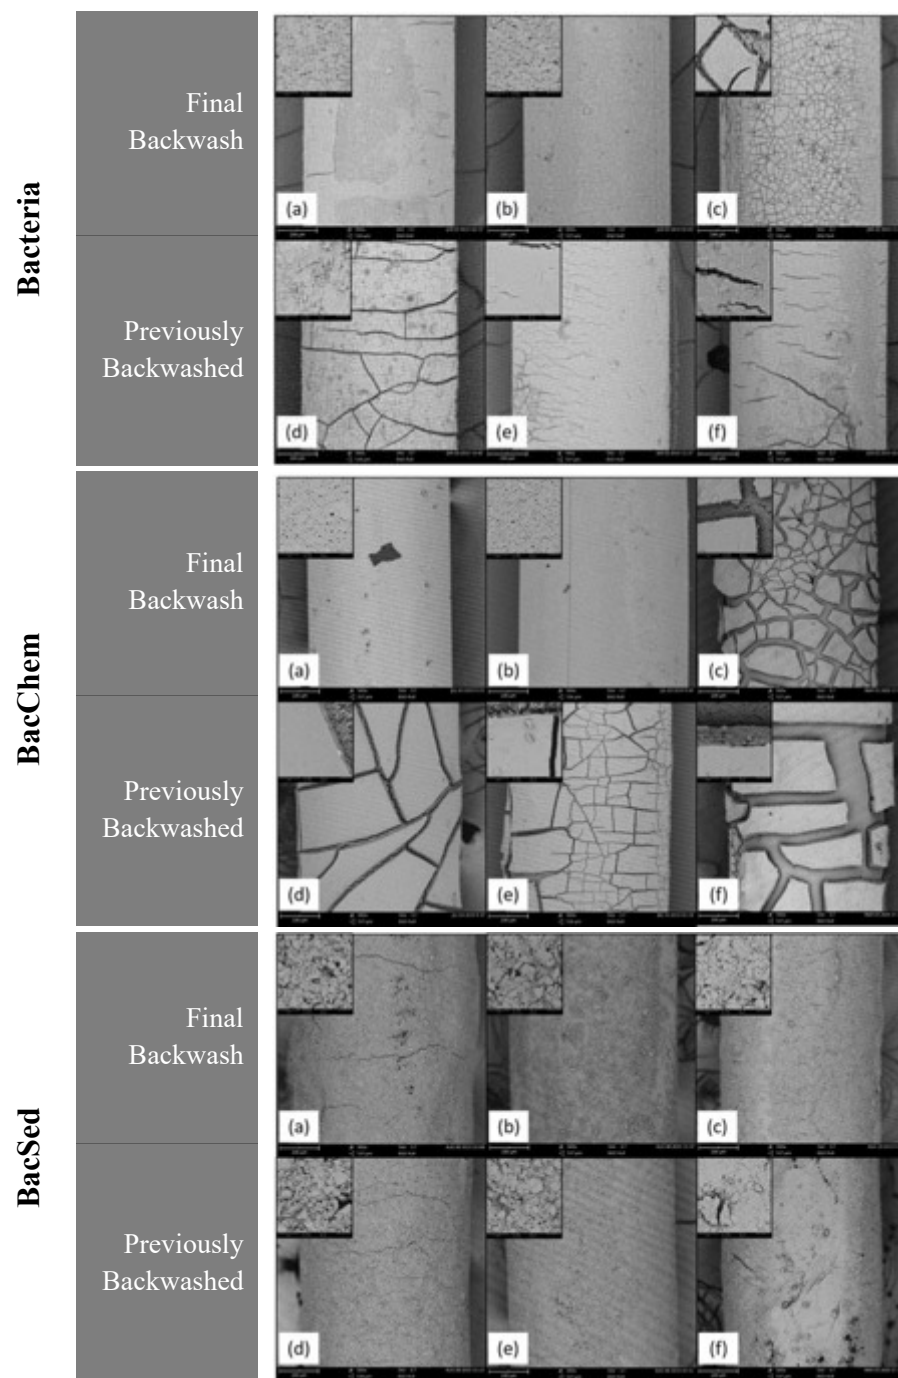 Bacteria
Final
Backwash
(a)
(b)
(c)
Previously
Backwashed
(d)
(e)
(f)
BacChem
Final
Backwash
(a)
(b)
(c)
Previously
Backwashed
(d)
(e)
(f)
BacSed
Final
Backwash
(a)
(b)
(c)
Previously
Backwashed
(d)
(e)
(f)